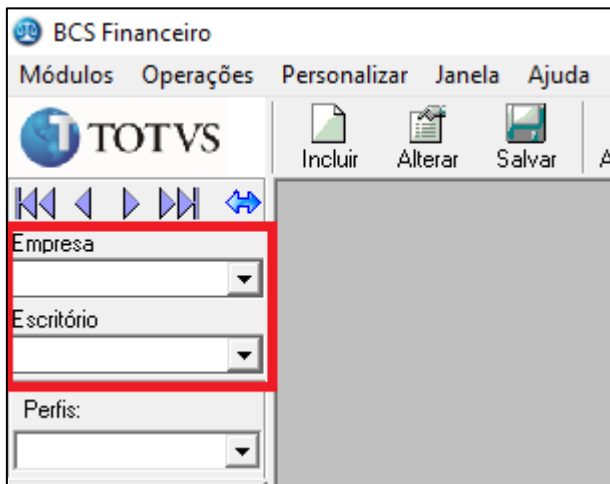 BCS Financeiro
Módulos Operações Personalizar Janela Ajuda
TOTVS
Incluir Alterar Salvar A
Empresa
Escritório
Perfis: